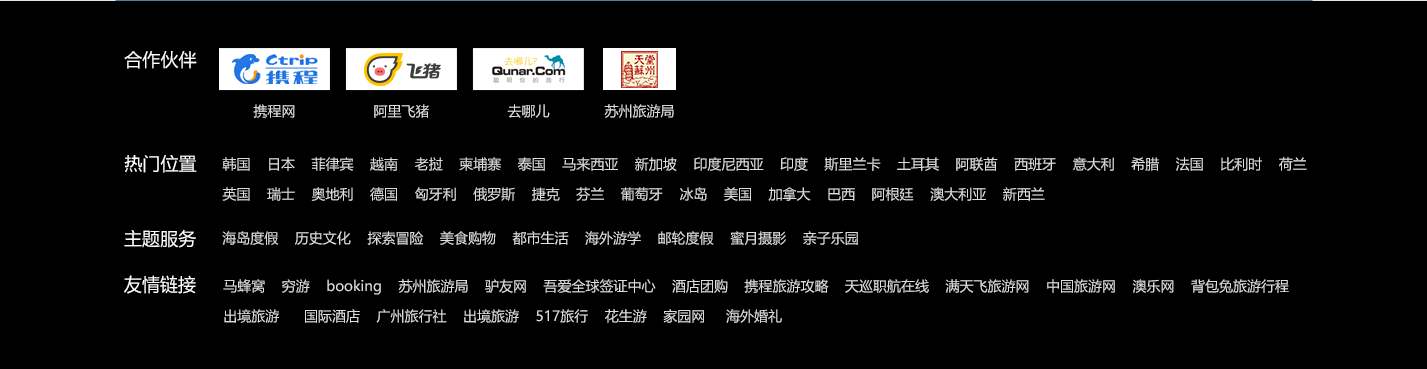 合作伙伴
Ctrip 携程
飞猪
去哪儿?
Qunar.Com
聪明你的旅行
天堂苏州
携程网 阿里飞猪 去哪儿 苏州旅游局
热门位置 韩国 日本 菲律宾 越南 老挝 柬埔寨 泰国 马来西亚 新加坡 印度尼西亚 印度 斯里兰卡 土耳其 阿联酋 西班牙 意大利 希腊 法国 比利时 荷兰
英国 瑞士 奥地利 德国 匈牙利 俄罗斯 捷克 芬兰 葡萄牙 冰岛 美国 加拿大 巴西 阿根廷 澳大利亚 新西兰
主题服务 海岛度假 历史文化 探索冒险 美食购物 都市生活 海外游学 邮轮度假 蜜月摄影 亲子乐园
友情链接 马蜂窝 穷游 booking 苏州旅游局 驴友网 吾爱全球签证中心 酒店团购 携程旅游攻略 天巡职航在线 满天飞旅游网 中国旅游网 澳乐网 背包兔旅游行程
出境旅游 国际酒店 广州旅行社 出境旅游 517旅行 花生游 家园网 海外婚礼